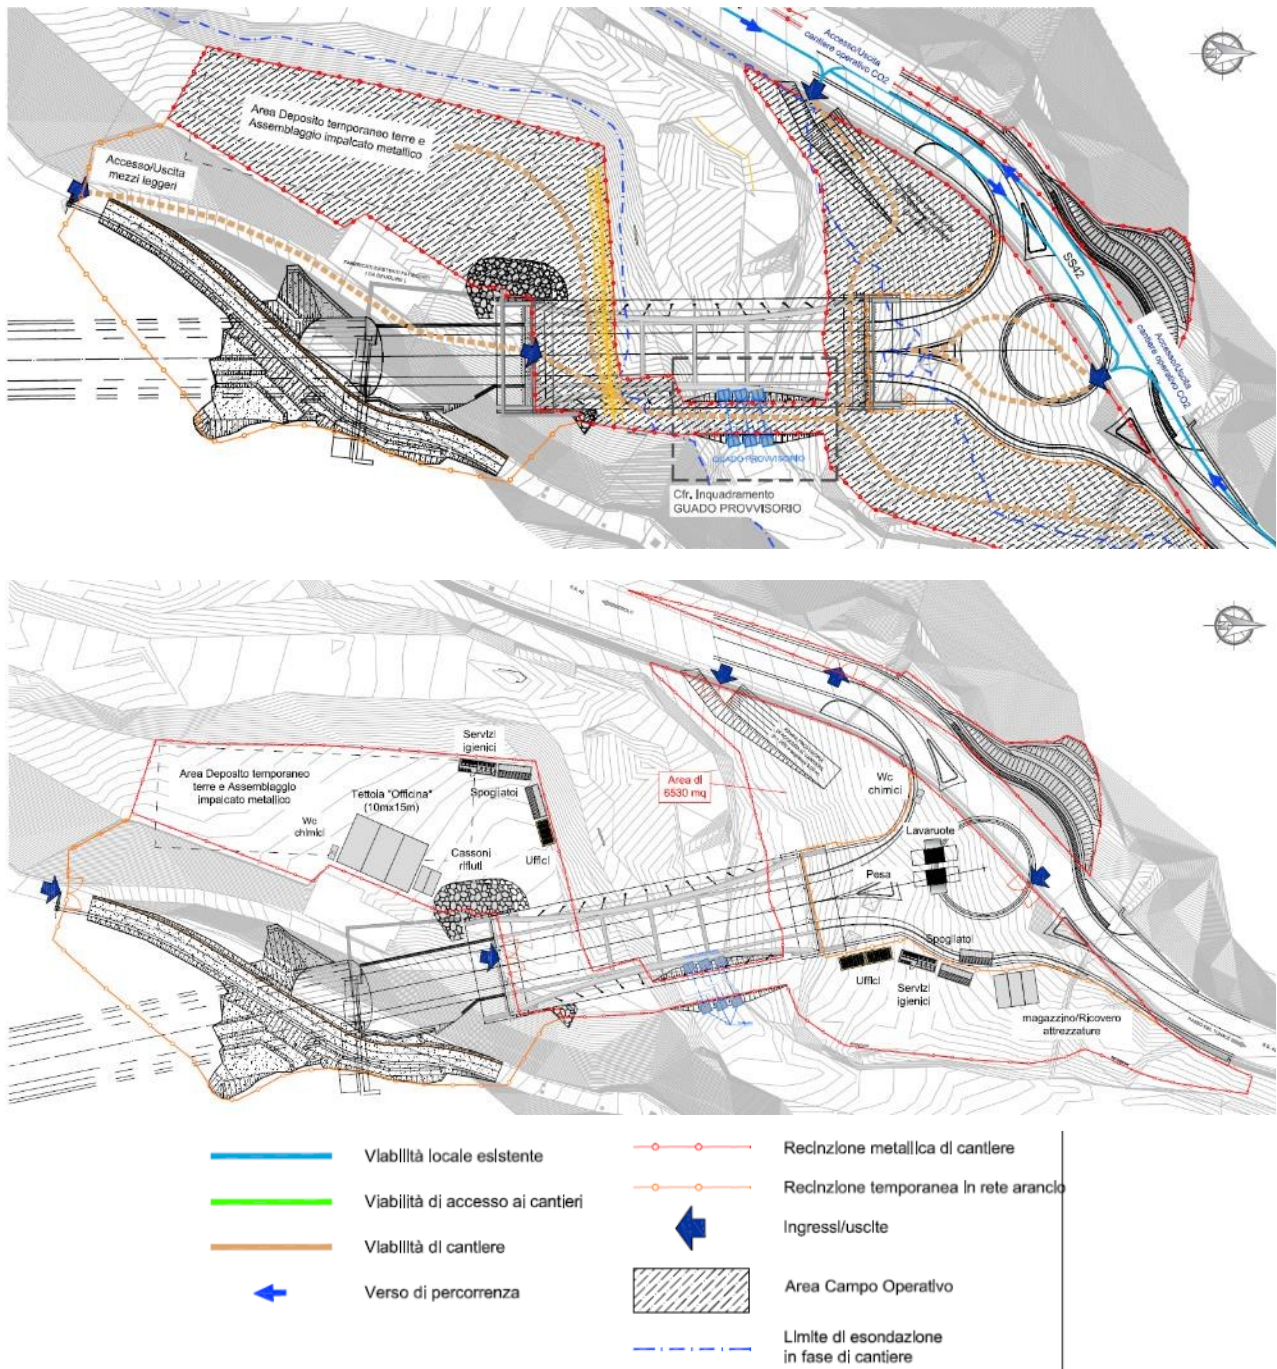 Accesso/Uscita
cantiere operativo CO2
Area Deposito temporaneo terre e
Assemblaggio impalcato metallico
Accesso/Uscita
mezzi leggeri
SS42
Accesso/Uscita
cantiere operativo CO2
GUADO PROVVISORIO
Cfr. Inquadramento
GUADO PROVVISORIO
Servizi
igienici
Area Deposito temporaneo
terre e Assemblaggio
impalcato metallico
Tettoia "Officina"
(10mx15m)
Spogliatoi
Area di
6530 mq
Wc
chimici
Wc
chimici
Cassoni
rifiuti
Uffici
Lavaruote
Pesa
Spogliatoi
Uffici
Servizi
igienici
magazzino/Ricovero
attrezzature
Viabilità locale esistente
Viabilità di accesso ai cantieri
Viabilità di cantiere
Verso di percorrenza
Recinzione metallica di cantiere
Recinzione temporanea in rete arancio
Ingressi/uscite
Area Campo Operativo
Limite di esondazione
in fase di cantiere